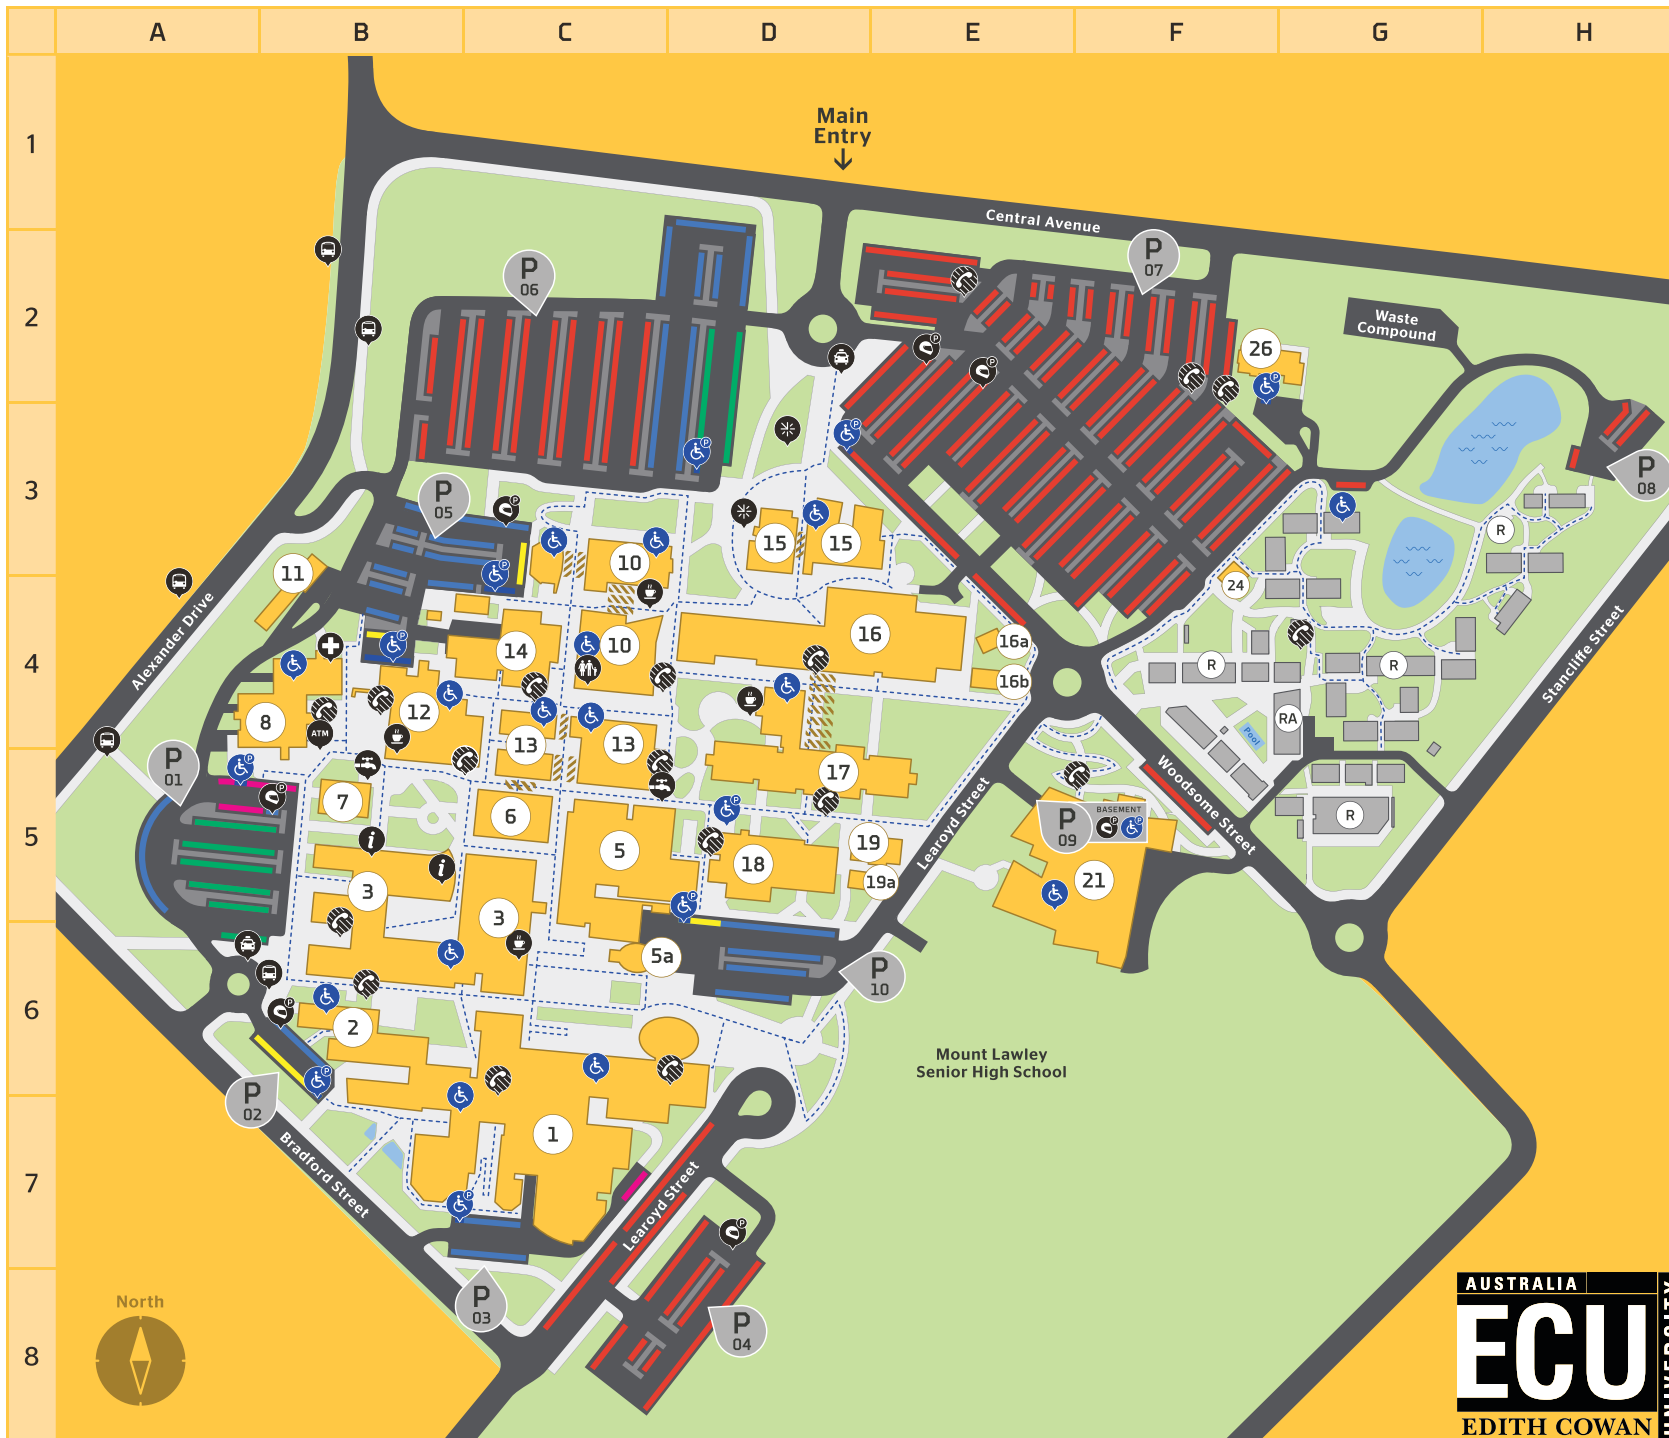 A B C D E F G H
1
2
3
4
5
6
7
8
Main
Entry
Central Avenue
P
07
P
06
Waste
Compound
26
P
08
P
05
15
15
10
11
R
24
Alexander Drive
16
16a
16b
14
10
R
R
Stancliffe Street
8
12
ATM
13
13
RA
Pool
P
01
17
7
6
Woodsome Street
Learoyd Street
BASEMENT
P
09
R
5
19
18
19a
21
3
3
5a
P
10
2
Mount Lawley
Senior High School
P
02
1
Bradford Street
Learoyd Street
P
03
P
04
North
AUSTRALIA
ECU
EDITH COWAN
UNIVERSITY